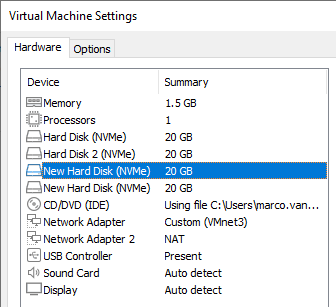 Virtual Machine Settings
Hardware Options
Device Summary
Memory 1.5 GB
Processors 1
Hard Disk (NVMe) 20 GB
Hard Disk 2 (NVMe) 20 GB
New Hard Disk (NVMe) 20 GB
New Hard Disk (NVMe) 20 GB
CD/DVD (IDE) Using file C:\Users\marco.van...
Network Adapter Custom (VMnet3)
Network Adapter 2 NAT
USB Controller Present
Sound Card Auto detect
Display Auto detect